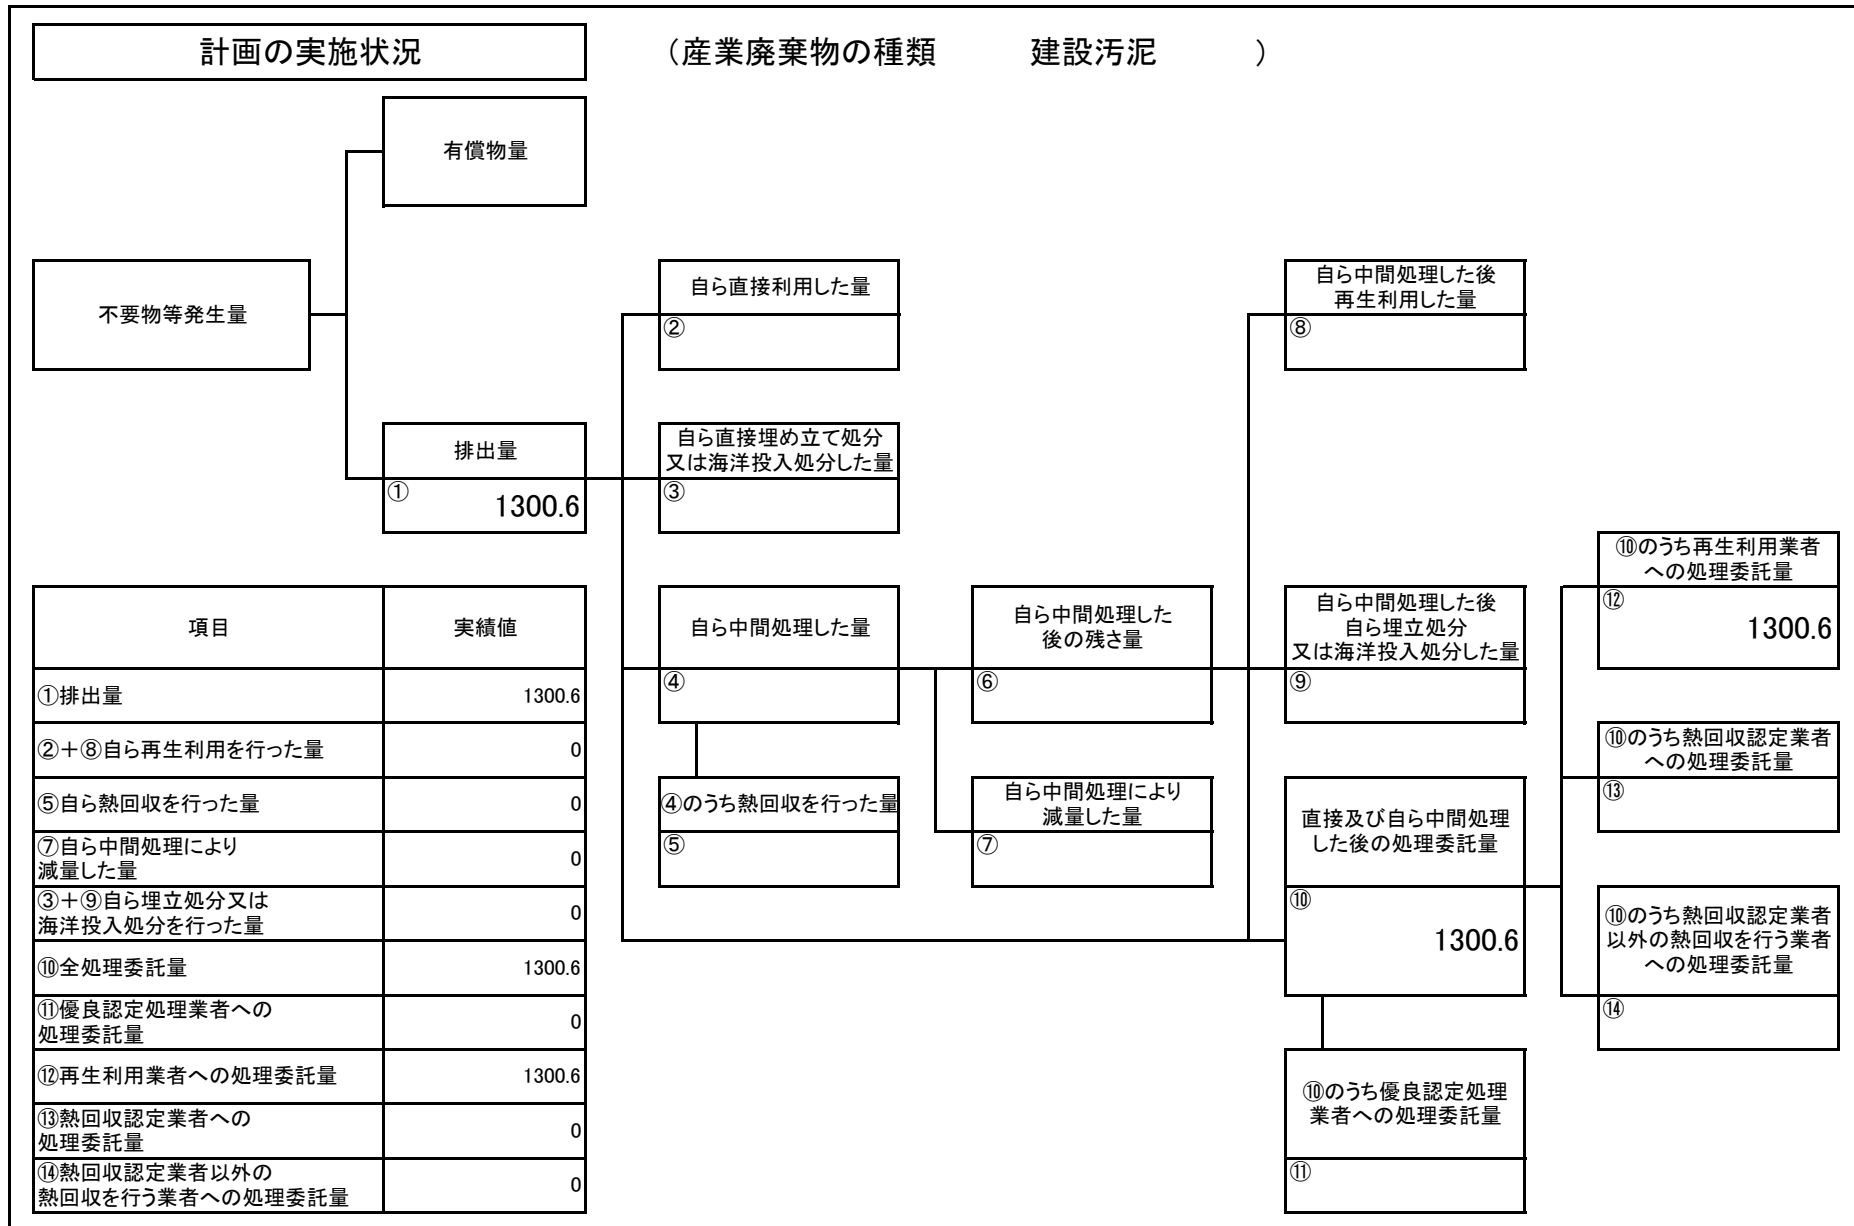 計画の実施状況
（産業廃棄物の種類　　　建設汚泥　　　）
有償物量
不要物等発生量
自ら直接利用した量
②
自ら中間処理した後
再生利用した量
⑧
排出量
① 1300.6
自ら直接埋め立て処分
又は海洋投入処分した量
③
⑩のうち再生利用業者
への処理委託量
⑫ 1300.6
自ら中間処理した量
④
自ら中間処理した
後の残さ量
⑥
自ら中間処理した後
自ら埋立処分
又は海洋投入処分した量
⑨
⑩のうち熱回収認定業者
への処理委託量
⑬
④のうち熱回収を行った量
⑤
自ら中間処理により
減量した量
⑦
直接及び自ら中間処理
した後の処理委託量
⑩ 1300.6
⑩のうち熱回収認定業者
以外の熱回収を行う業者
への処理委託量
⑭
⑩のうち優良認定処理
業者への処理委託量
⑪
項目 実績値
①排出量 1300.6
②＋⑧自ら再生利用を行った量 0
⑤自ら熱回収を行った量 0
⑦自ら中間処理により
減量した量 0
③＋⑨自ら埋立処分又は
海洋投入処分を行った量 0
⑩全処理委託量 1300.6
⑪優良認定処理業者への
処理委託量 0
⑫再生利用業者への処理委託量 1300.6
⑬熱回収認定業者への
処理委託量 0
⑭熱回収認定業者以外の
熱回収を行う業者への処理委託量 0